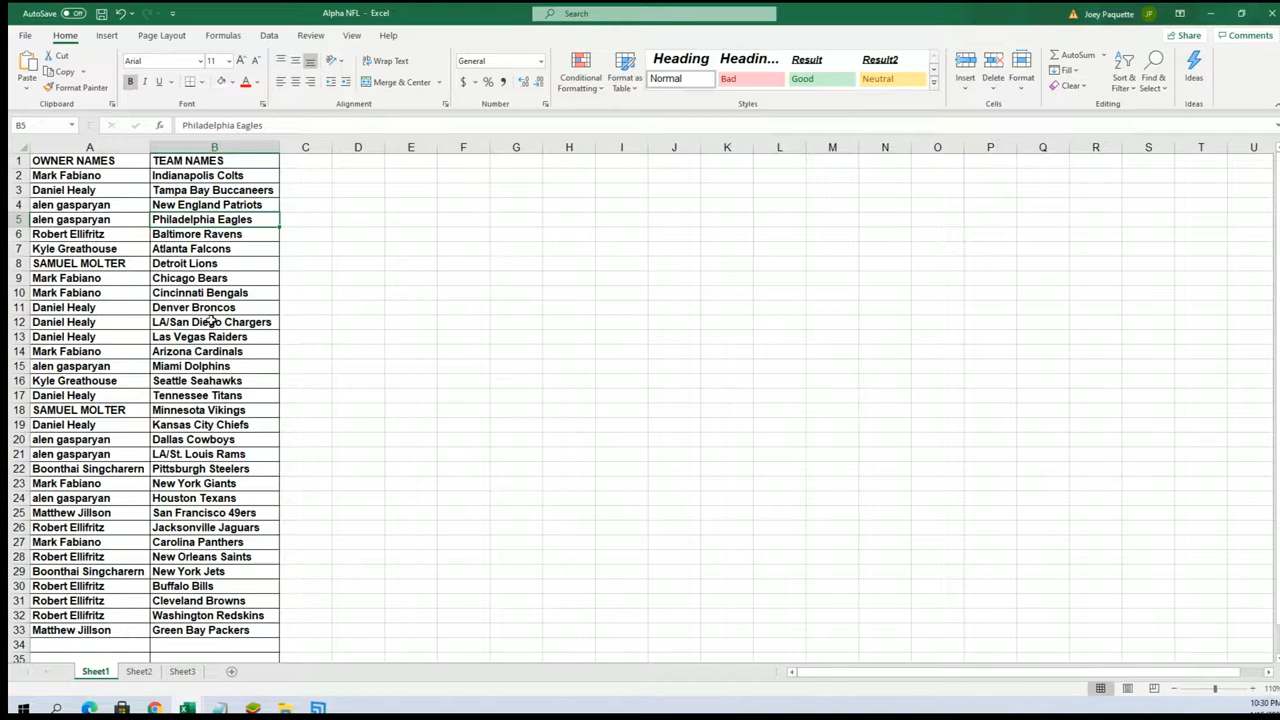 AutoSave Off Alpha NFL - Excel Search Joey Paquette JP
File Home Insert Page Layout Formulas Data Review View Help Share Comments
Paste Cut Copy Format Painter Clipboard
Arial 11 B I U Font
Wrap Text Merge & Center Alignment
General $ % Number
Conditional Formatting Format as Table Heading Headin... Result Result2 Normal Bad Good Neutral Styles
Insert Delete Format Cells
AutoSum Fill Clear Sort & Filter Find & Select Editing
Ideas Ideas
B5 fx Philadelphia Eagles
A B C D E F G H I J K L M N O P Q R S T U
1 OWNER NAMES TEAM NAMES
2 Mark Fabiano Indianapolis Colts
3 Daniel Healy Tampa Bay Buccaneers
4 alen gasparyan New England Patriots
5 alen gasparyan Philadelphia Eagles
6 Robert Ellifritz Baltimore Ravens
7 Kyle Greathouse Atlanta Falcons
8 SAMUEL MOLTER Detroit Lions
9 Mark Fabiano Chicago Bears
10 Mark Fabiano Cincinnati Bengals
11 Daniel Healy Denver Broncos
12 Daniel Healy LA/San Diego Chargers
13 Daniel Healy Las Vegas Raiders
14 Mark Fabiano Arizona Cardinals
15 alen gasparyan Miami Dolphins
16 Kyle Greathouse Seattle Seahawks
17 Daniel Healy Tennessee Titans
18 SAMUEL MOLTER Minnesota Vikings
19 Daniel Healy Kansas City Chiefs
20 alen gasparyan Dallas Cowboys
21 alen gasparyan LA/St. Louis Rams
22 Boonthai Singcharern Pittsburgh Steelers
23 Mark Fabiano New York Giants
24 alen gasparyan Houston Texans
25 Matthew Jillson San Francisco 49ers
26 Robert Ellifritz Jacksonville Jaguars
27 Mark Fabiano Carolina Panthers
28 Robert Ellifritz New Orleans Saints
29 Boonthai Singcharern New York Jets
30 Robert Ellifritz Buffalo Bills
31 Robert Ellifritz Cleveland Browns
32 Robert Ellifritz Washington Redskins
33 Matthew Jillson Green Bay Packers
34
35
Sheet1 Sheet2 Sheet3
110%
10:30 PM